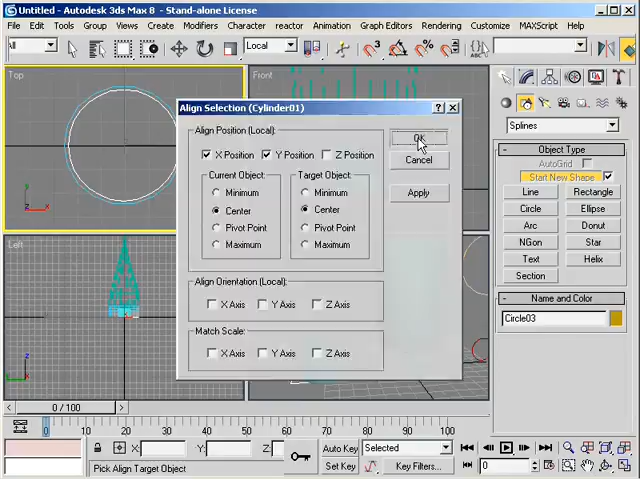 Untitled - Autodesk 3ds Max 8 - Stand-alone License
File Edit Tools Group Views Create Modifiers Character Animation Graph Editors Rendering Customize MAXScript Help
All
Local
Top
Front
Left
Align Selection (Cylinder01)
Align Position (Local):
X Position Y Position Z Position
Current Object:
Minimum
Center
Pivot Point
Maximum
Target Object:
Minimum
Center
Pivot Point
Maximum
Align Orientation (Local):
X Axis Y Axis Z Axis
Match Scale:
X Axis Y Axis Z Axis
OK
Cancel
Apply
Splines
Object Type
AutoGrid
Start New Shape
Line Rectangle
Circle Ellipse
Arc Donut
NGon Star
Text Helix
Section
Name and Color
Circle03
0 / 100
0 10 20 30 40 50 60 70 80 90 100
X: Y: Z:
Pick Align Target Object
Auto Key Selected
Set Key Key Filters...
0